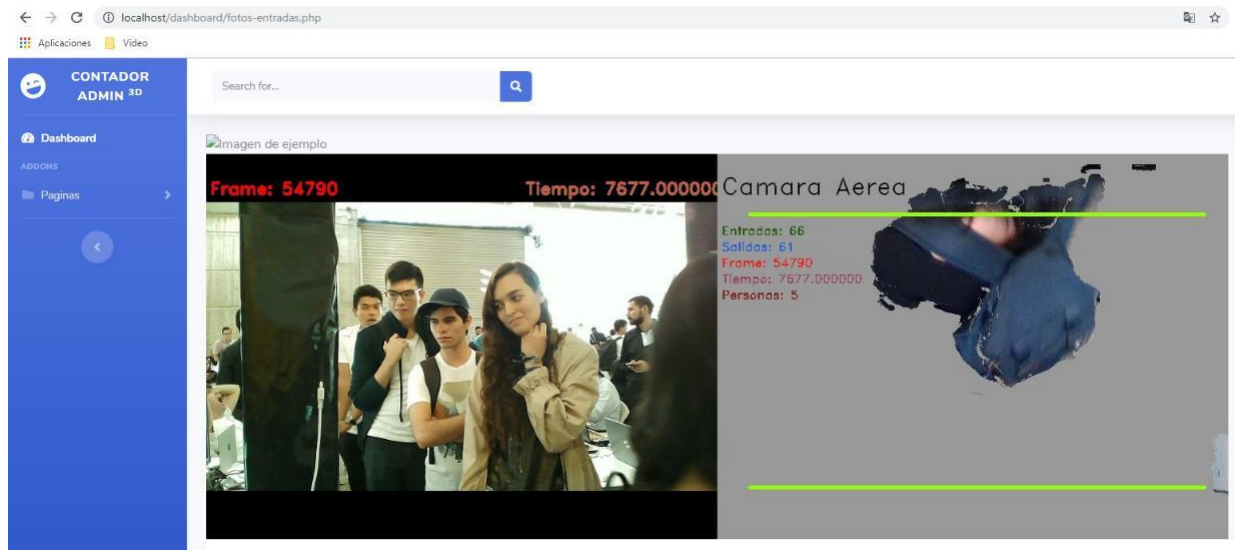 localhost/dashboard/fotos-entradas.php
Aplicaciones
Video
CONTADOR
ADMIN 3D
Search for...
Dashboard
Imagen de ejemplo
ADDONS
Paginas
Frame: 54790
Tiempo: 7677.000000
Camara Aerea
Entradas: 66
Salidas: 61
Frame: 54790
Tiempo: 7677.000000
Personas: 5